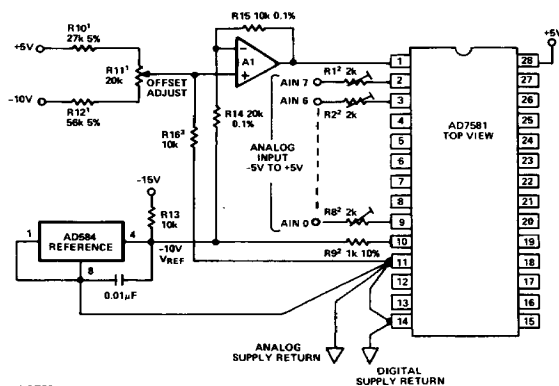 R15 10k 0.1%
+5V
R10¹
27k 5%
R11¹
20k
OFFSET
ADJUST
-10V
R12¹
56k 5%
A1
R16³
10k
R14 20k
0.1%
AIN 7
R1² 2k
AIN 6
R2² 2k
ANALOG
INPUT
-5V TO +5V
AIN 0
R8² 2k
R9² 1k 10%
-15V
R13
10k
AD584
REFERENCE
1
4
8
-10V
VREF
0.01μF
ANALOG
SUPPLY RETURN
DIGITAL
SUPPLY RETURN
AD7581
TOP VIEW
+5V
1
2
3
4
5
6
7
8
9
10
11
12
13
14
28
27
26
25
24
23
22
21
20
19
18
17
16
15